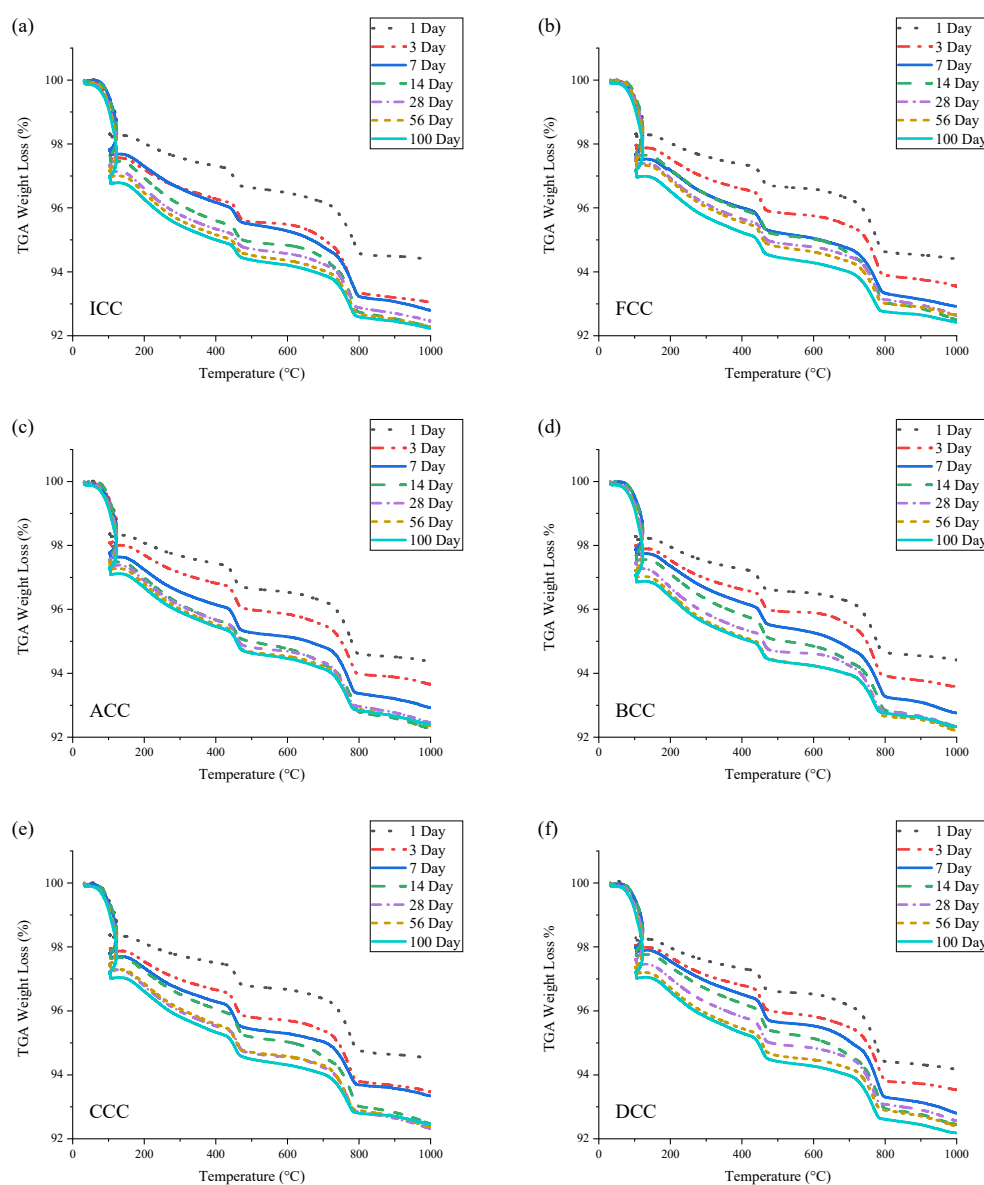 (a)
1 Day
3 Day
7 Day
14 Day
28 Day
56 Day
100 Day
TGA Weight Loss (%)
100
98
96
94
92
ICC
0 200 400 600 800 1000
Temperature (°C)
(b)
1 Day
3 Day
7 Day
14 Day
28 Day
56 Day
100 Day
TGA Weight Loss (%)
100
98
96
94
92
FCC
0 200 400 600 800 1000
Temperature (°C)
(c)
1 Day
3 Day
7 Day
14 Day
28 Day
56 Day
100 Day
TGA Weight Loss (%)
100
98
96
94
92
ACC
0 200 400 600 800 1000
Temperature (°C)
(d)
1 Day
3 Day
7 Day
14 Day
28 Day
56 Day
100 Day
TGA Weight Loss %
100
98
96
94
92
BCC
0 200 400 600 800 1000
Temperature (°C)
(e)
1 Day
3 Day
7 Day
14 Day
28 Day
56 Day
100 Day
TGA Weight Loss (%)
100
98
96
94
92
CCC
0 200 400 600 800 1000
Temperature (°C)
(f)
1 Day
3 Day
7 Day
14 Day
28 Day
56 Day
100 Day
TGA Weight Loss %
100
98
96
94
92
DCC
0 200 400 600 800 1000
Temperature (°C)